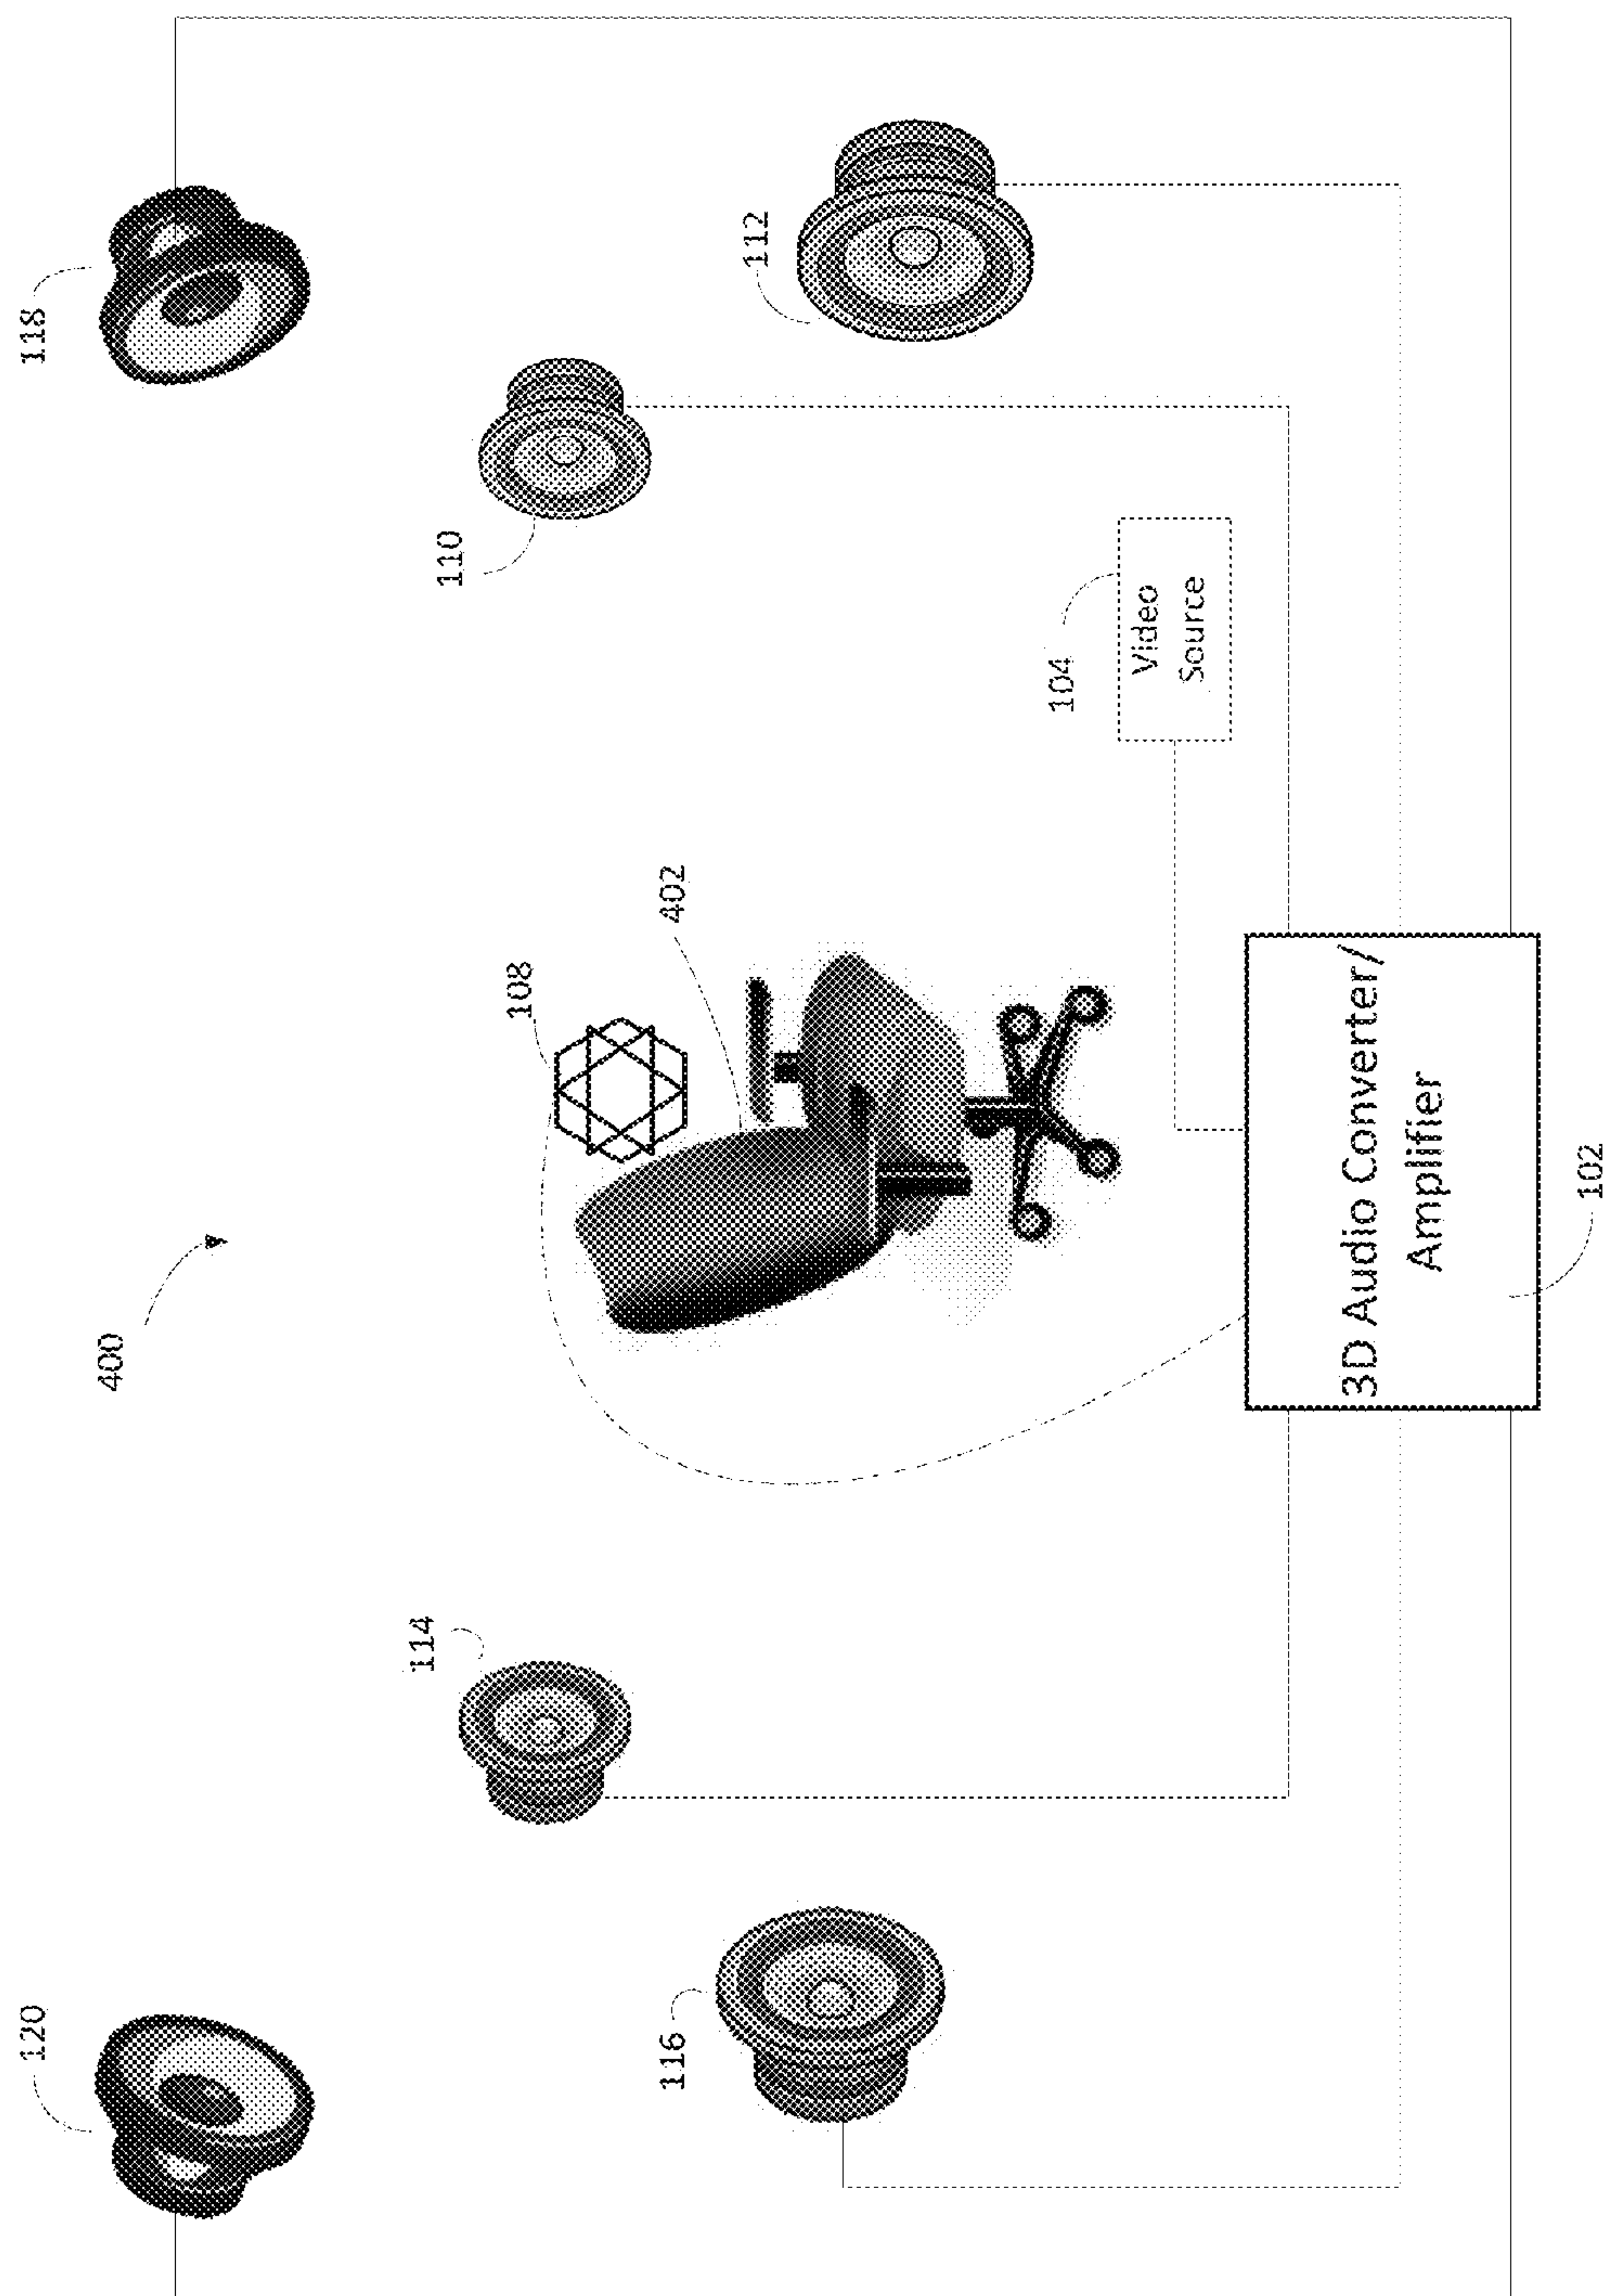 120
118
400
114
110
108
116
402
112
104
Video
Source
3D Audio Converter/
Amplifier
102